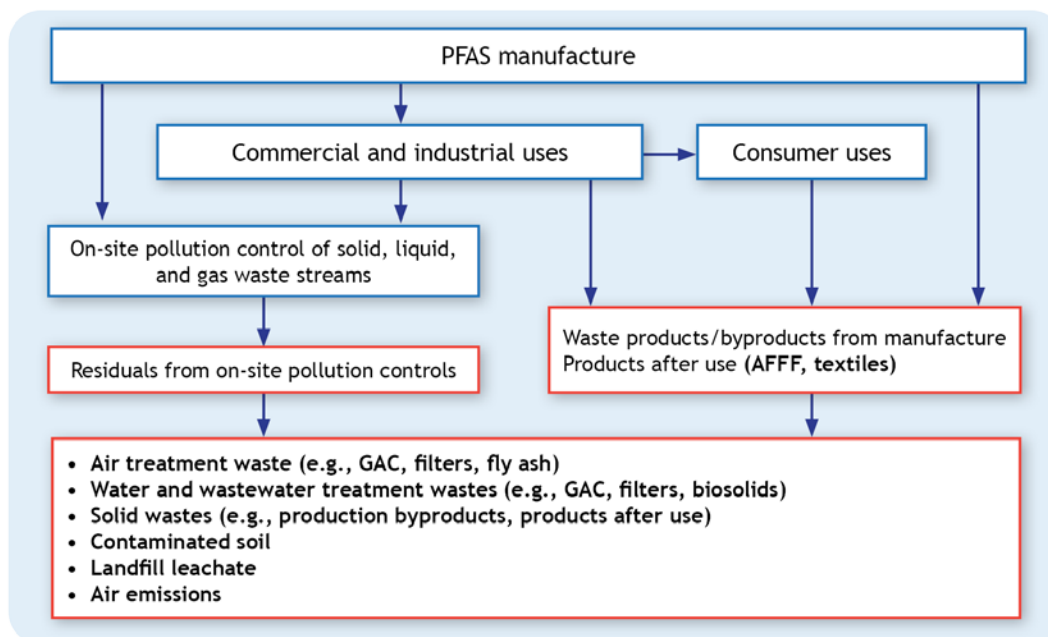 PFAS manufacture
Commercial and industrial uses
Consumer uses
On-site pollution control of solid, liquid,
and gas waste streams
Waste products/byproducts from manufacture
Products after use (AFFF, textiles)
Residuals from on-site pollution controls
• Air treatment waste (e.g., GAC, filters, fly ash)
• Water and wastewater treatment wastes (e.g., GAC, filters, biosolids)
• Solid wastes (e.g., production byproducts, products after use)
• Contaminated soil
• Landfill leachate
• Air emissions